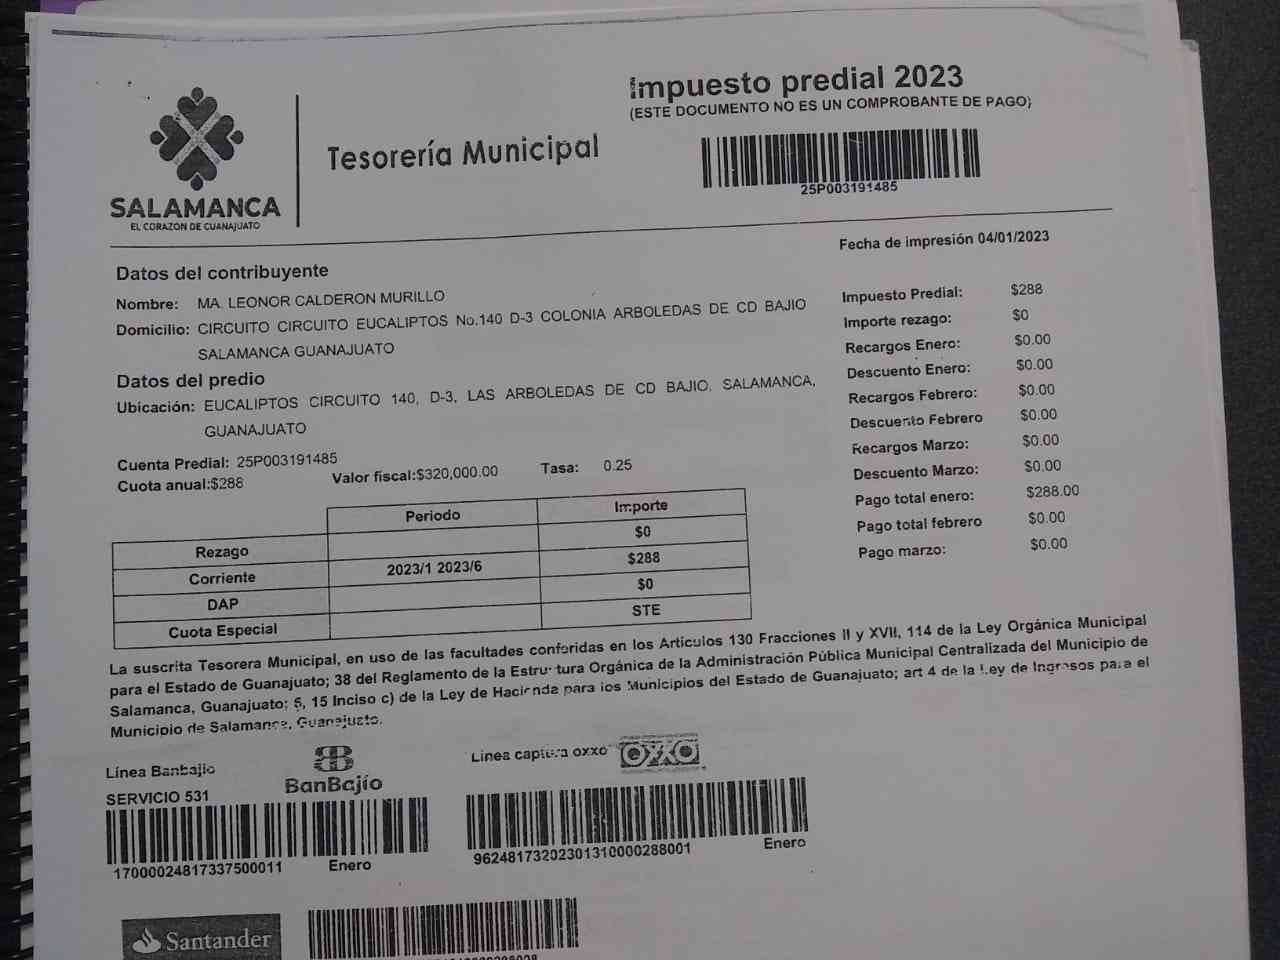 Impuesto predial 2023
(ESTE DOCUMENTO NO ES UN COMPROBANTE DE PAGO)
SALAMANCA
EL CORAZON DE GUANAJUATO
Tesorería Municipal
25P003191485
Fecha de impresión 04/01/2023
Datos del contribuyente
Nombre: MA. LEONOR CALDERON MURILLO
Domicilio: CIRCUITO CIRCUITO EUCALIPTOS No.140 D-3 COLONIA ARBOLEDAS DE CD BAJIO
SALAMANCA GUANAJUATO
Datos del predio
Ubicación: EUCALIPTOS CIRCUITO 140, D-3, LAS ARBOLEDAS DE CD BAJIO. SALAMANCA,
GUANAJUATO
Cuenta Predial: 25P003191485
Cuota anual:$288 Valor fiscal:$320,000.00 Tasa: 0.25
Impuesto Predial: $288
Importe rezago: $0
Recargos Enero: $0.00
Descuento Enero: $0.00
Recargos Febrero: $0.00
Descuento Febrero $0.00
Recargos Marzo: $0.00
Descuento Marzo: $0.00
Pago total enero: $288.00
Pago total febrero $0.00
Pago marzo: $0.00
Periodo Importe
Rezago $0
Corriente 2023/1 2023/6 $288
DAP $0
Cuota Especial STE
La suscrita Tesorera Municipal, en uso de las facultades conferidas en los Artículos 130 Fracciones II y XVII, 114 de la Ley Orgánica Municipal
para el Estado de Guanajuato; 38 del Reglamento de la Estructura Orgánica de la Administración Pública Municipal Centralizada del Municipio de
Salamanca, Guanajuato; 5, 15 Inciso c) de la Ley de Hacienda para los Municipios del Estado de Guanajuato; art 4 de la Ley de Ingresos para el
Municipio de Salamanca, Guanajuato.
Línea Banbajio
BanBajío
SERVICIO 531
17000024817337500011 Enero
Línea captura oxxo OXXO
96248173202301310000288001 Enero
Santander